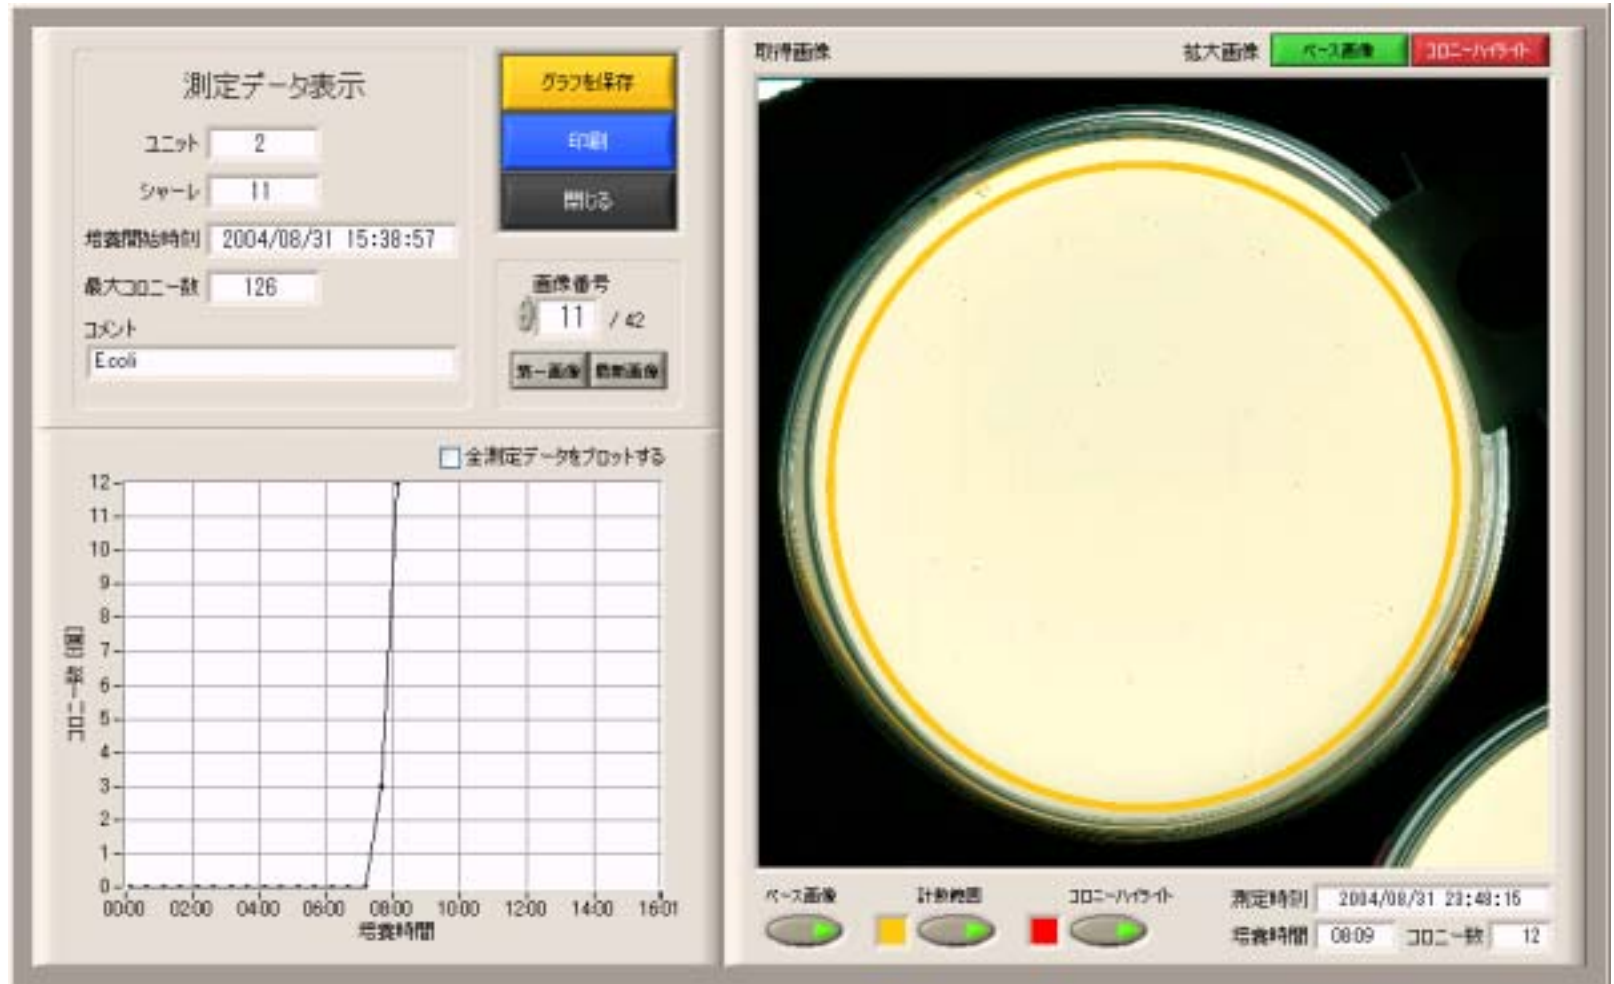 測定データ表示
ユニット 2
シャーレ 11
培養開始時刻 2004/08/31 15:38:57
最大コロニー数 126
コメント
E.coli
グラフを保存
印刷
閉じる
画像番号
11 / 42
第一画像 最新画像
全測定データをプロットする
コロニー数[個]
12
11
10
9
8
7
6
5
4
3
2
1
0
00:00 02:00 04:00 06:00 08:00 10:00 12:00 14:00 16:01
培養時間
取得画像 拡大画像 ベース画像 コロニーハイライト
ベース画像 計数範囲 コロニーハイライト
測定時刻 2004/08/31 23:48:15
培養時間 08:09 コロニー数 12